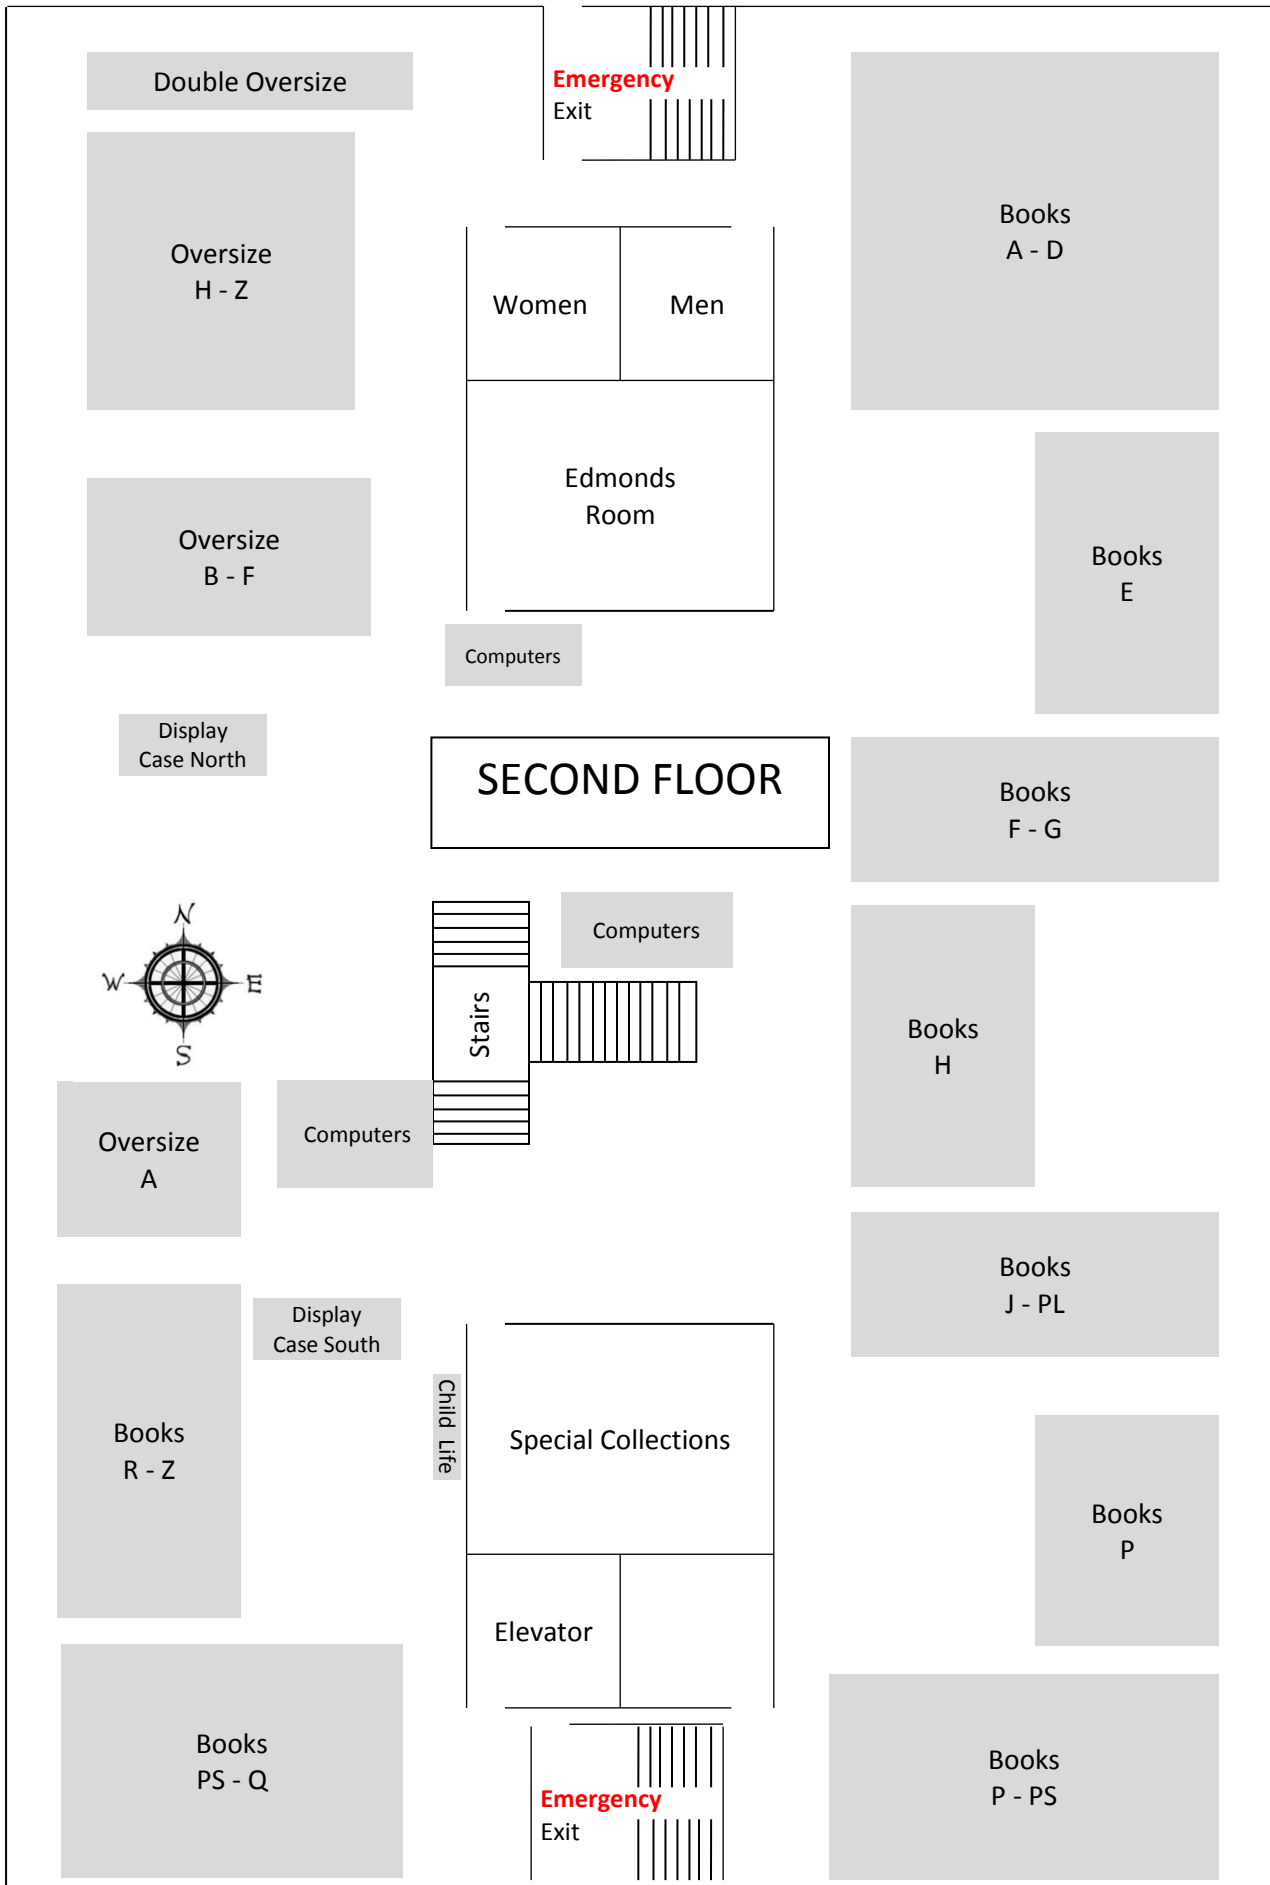 Double Oversize
Emergency
Exit
Books
A - D
Oversize
H - Z
Women
Men
Edmonds
Room
Oversize
B - F
Books
E
Computers
Display
Case North
SECOND FLOOR
Books
F - G
N
W
E
S
Computers
Stairs
Books
H
Oversize
A
Computers
Books
J - PL
Display
Case South
Child Life
Special Collections
Books
R - Z
Books
P
Elevator
Books
PS - Q
Emergency
Exit
Books
P - PS